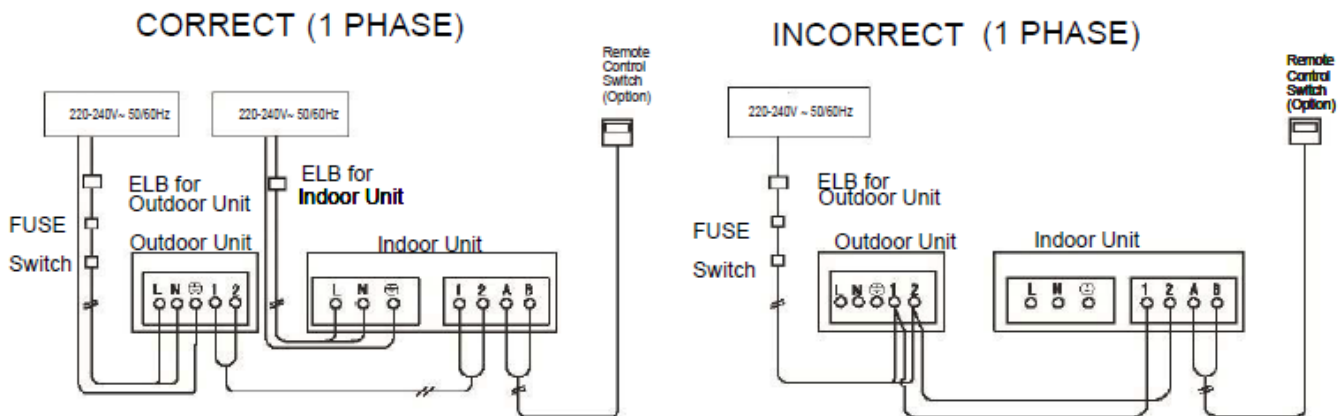 CORRECT (1 PHASE)
Remote
Control
Switch
(Option)
220-240V~ 50/60Hz
220-240V~ 50/60Hz
ELB for
Outdoor Unit
ELB for
Indoor Unit
FUSE
Switch
Outdoor Unit
Indoor Unit
L N 1 2
L N
1 2 A B
INCORRECT (1 PHASE)
Remote
Control
Switch
(Option)
220-240V ~ 50/60Hz
ELB for
Outdoor Unit
FUSE
Switch
Outdoor Unit
Indoor Unit
L N 1 2
L N
1 2 A B